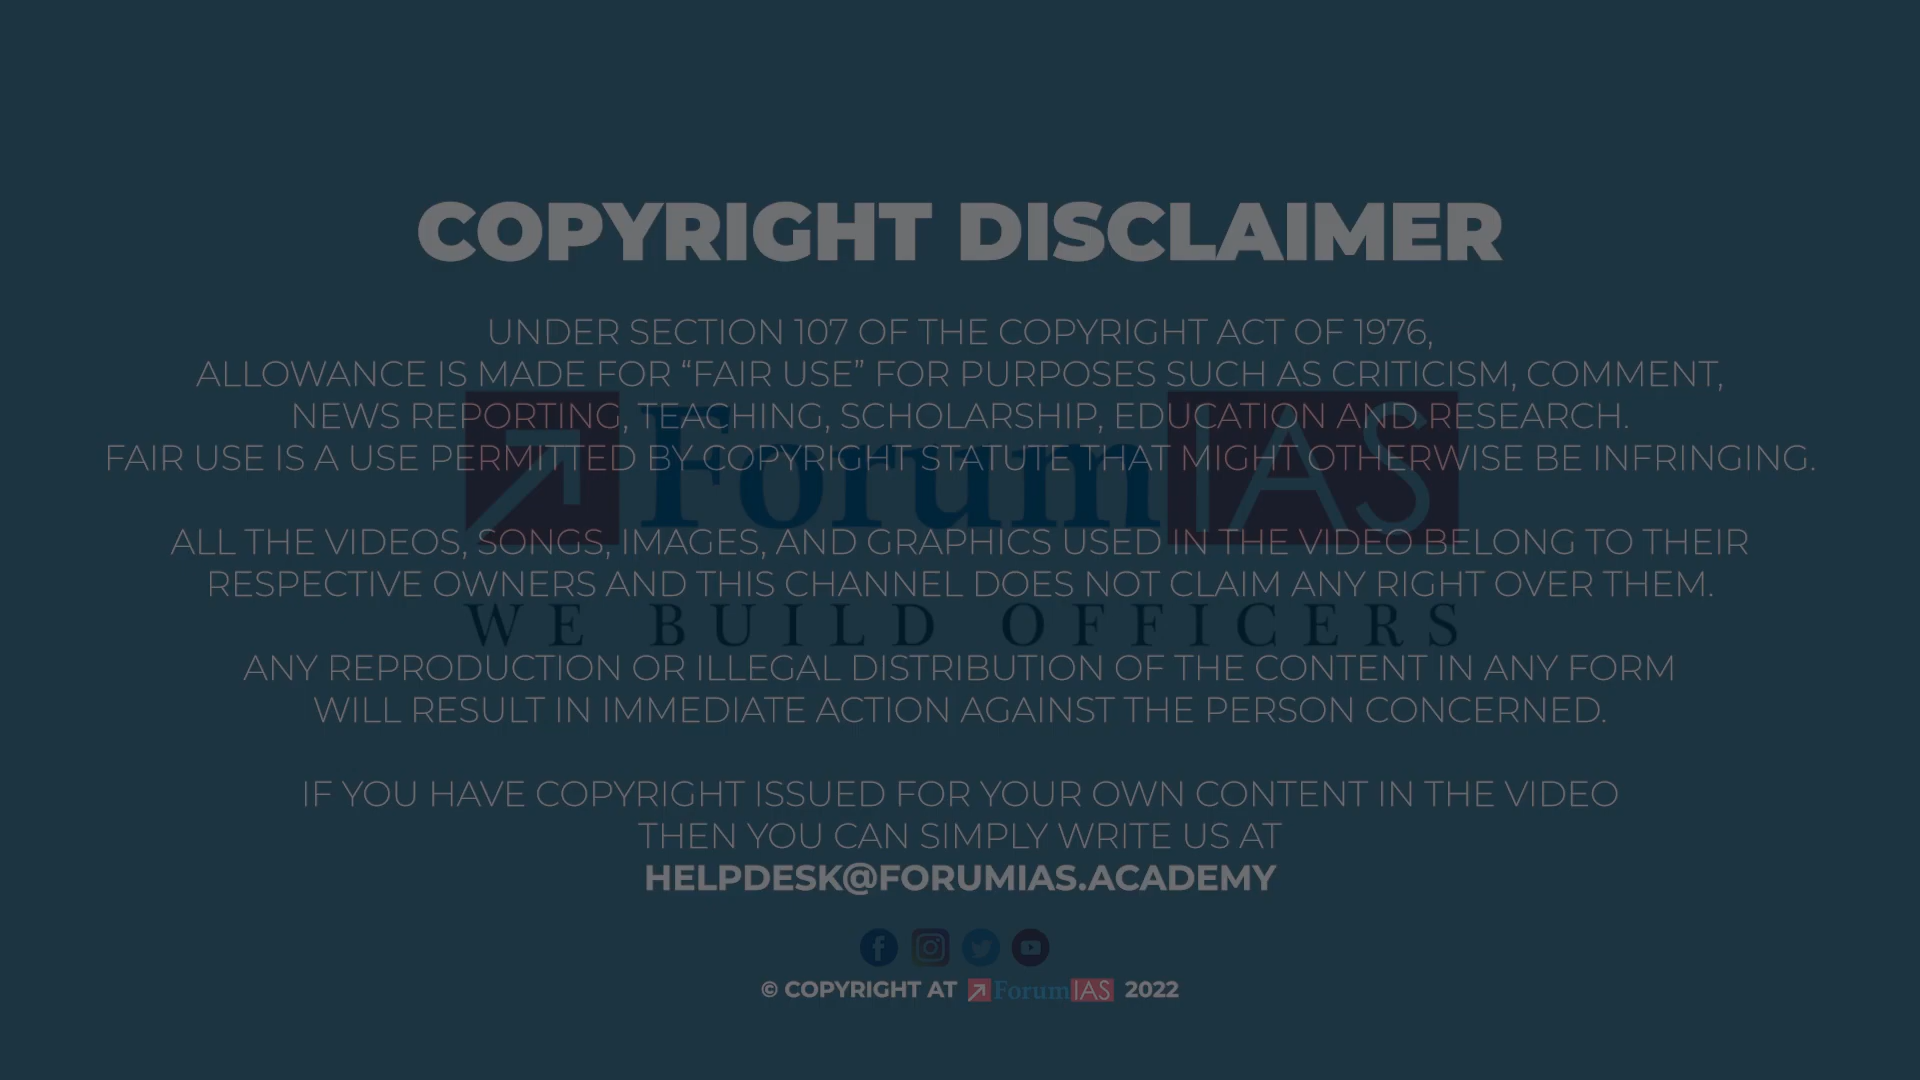 COPYRIGHT DISCLAIMER
UNDER SECTION 107 OF THE COPYRIGHT ACT OF 1976,
ALLOWANCE IS MADE FOR “FAIR USE” FOR PURPOSES SUCH AS CRITICISM, COMMENT,
NEWS REPORTING, TEACHING, SCHOLARSHIP, EDUCATION AND RESEARCH.
FAIR USE IS A USE PERMITTED BY COPYRIGHT STATUTE THAT MIGHT OTHERWISE BE INFRINGING.
ForumIAS
ALL THE VIDEOS, SONGS, IMAGES, AND GRAPHICS USED IN THE VIDEO BELONG TO THEIR
RESPECTIVE OWNERS AND THIS CHANNEL DOES NOT CLAIM ANY RIGHT OVER THEM.
WE BUILD OFFICERS
ANY REPRODUCTION OR ILLEGAL DISTRIBUTION OF THE CONTENT IN ANY FORM
WILL RESULT IN IMMEDIATE ACTION AGAINST THE PERSON CONCERNED.
IF YOU HAVE COPYRIGHT ISSUED FOR YOUR OWN CONTENT IN THE VIDEO
THEN YOU CAN SIMPLY WRITE US AT
HELPDESK@FORUMIAS.ACADEMY
© COPYRIGHT AT ForumIAS 2022